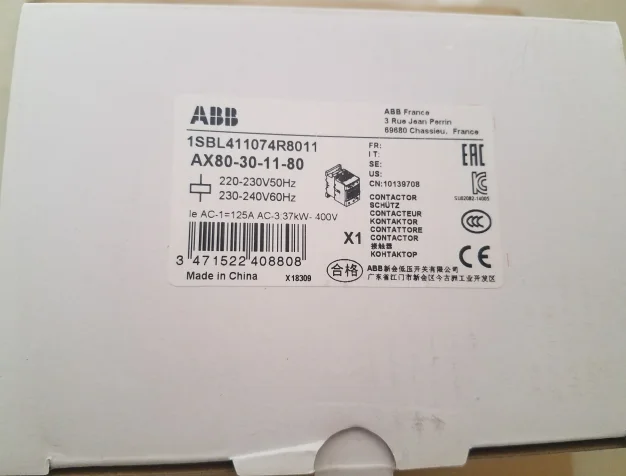 ABB
ABB France
3 Rue Jean Perrin
69680 Chassieu, France
1SBL411074R8011
AX80-30-11-80
220-230V50Hz
230-240V60Hz
Ie AC-1=125A AC-3 37kW- 400V
3 471522 408808
Made in China
X18309
X1
合格
FR:
IT:
SE:
US:
CN:10139708
CONTACTOR
SCHÜTZ
CONTACTEUR
KONTAKTOR
CONTATTORE
CONTACTOR
接触器
КОНТАКТОР
EAC
CCC
CE
ABB新会低压开关有限公司
广东省江门市新会区今古洲工业开发区